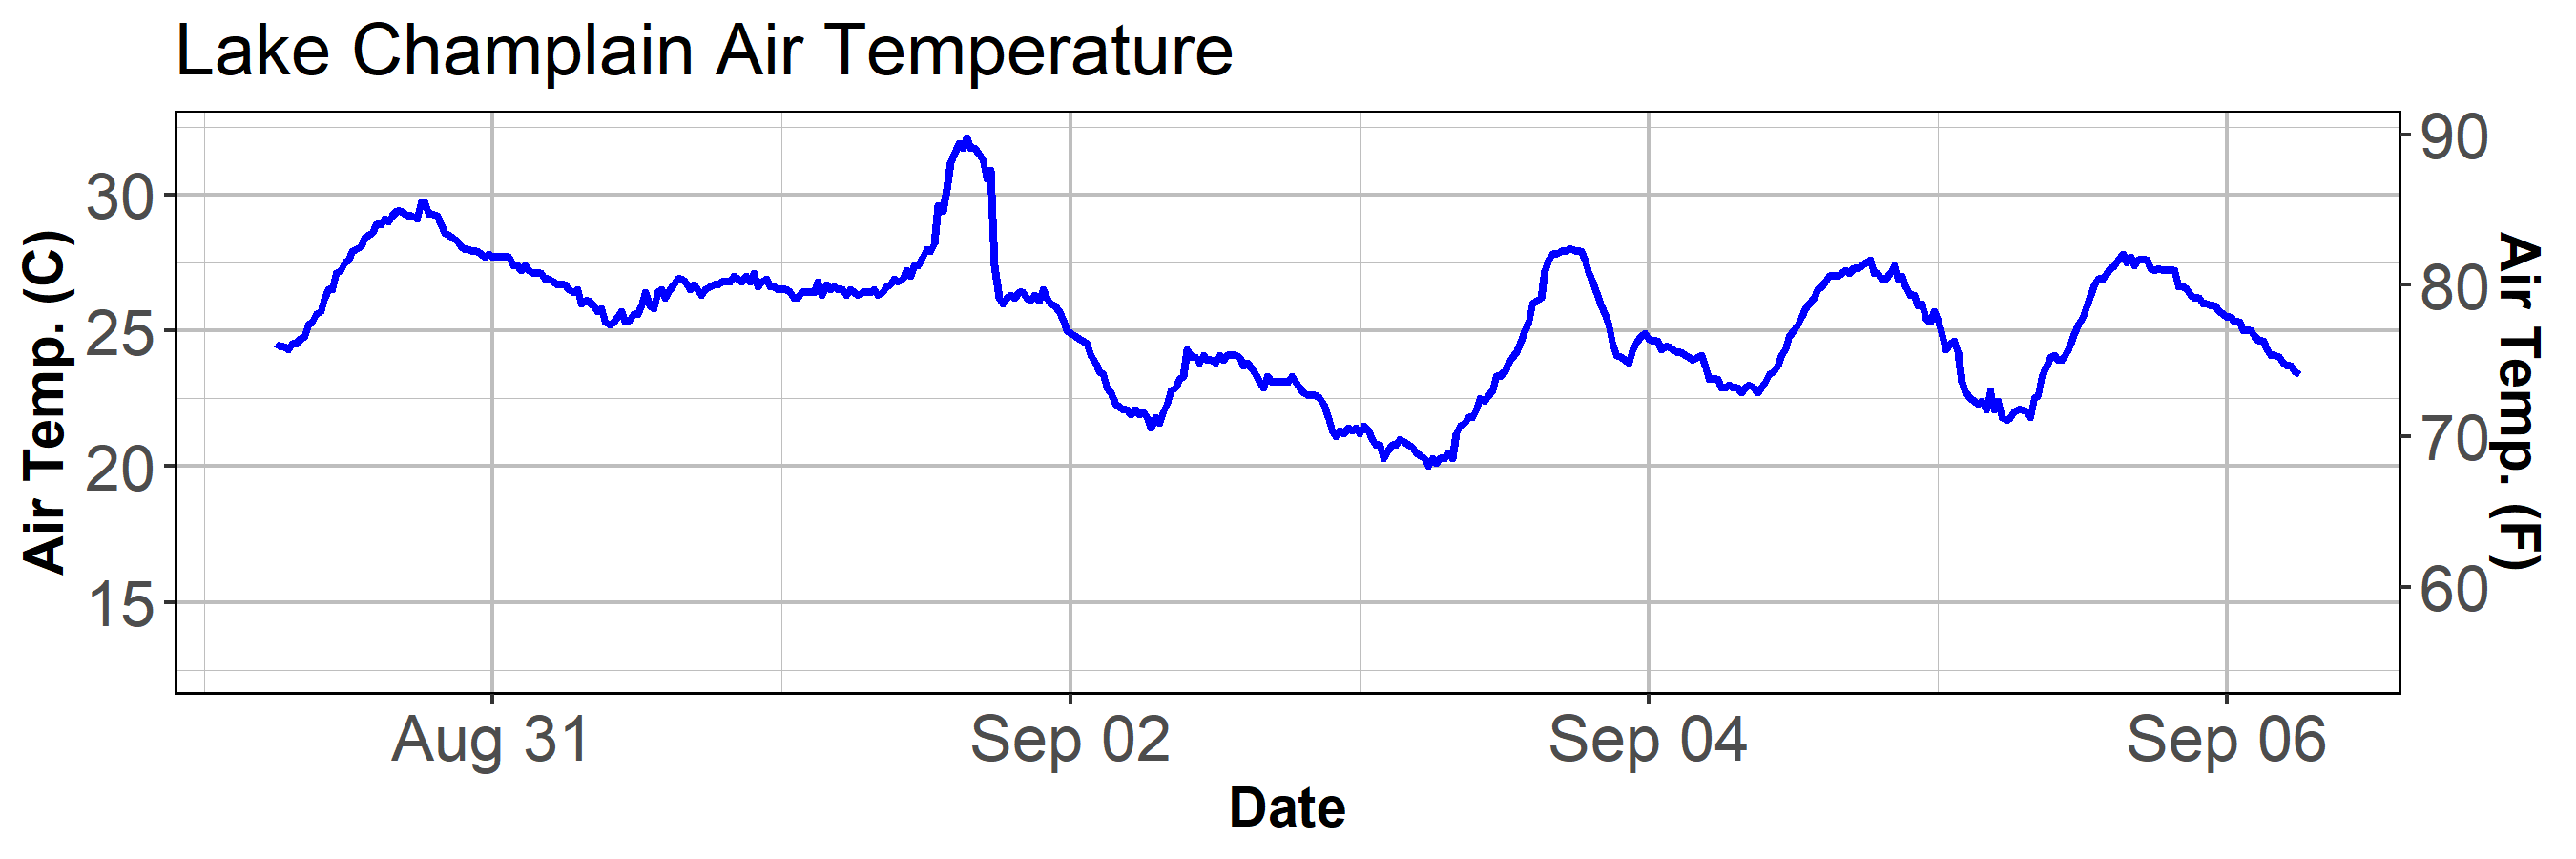 Lake Champlain Air Temperature
Air Temp. (C)
30
25
20
15
90
80
70
60
Air Temp. (F)
Aug 31
Sep 02
Sep 04
Sep 06
Date